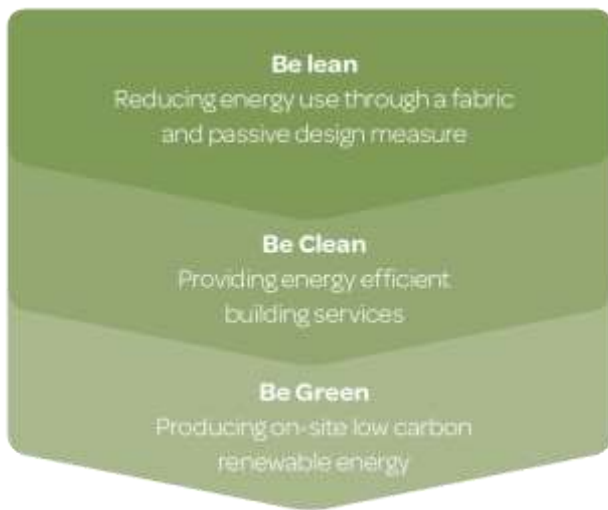 Be lean
Reducing energy use through a fabric
and passive design measure
Be Clean
Providing energy efficient
building services
Be Green
Producing on-site low carbon
renewable energy